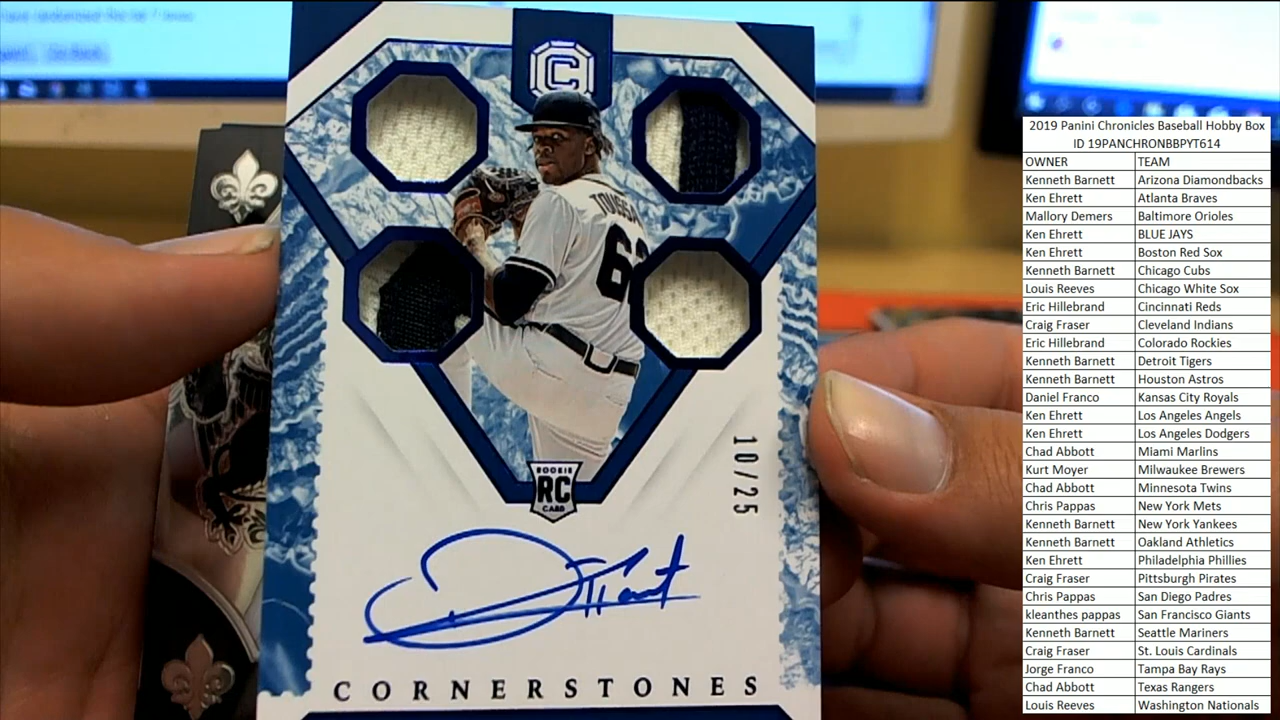 C
TOUSSA
62
10/25
ROOKIE
RC
CARD
CORNERSTONES
2019 Panini Chronicles Baseball Hobby Box
ID 19PANCHRONBBPYT614
OWNER TEAM
Kenneth Barnett Arizona Diamondbacks
Ken Ehrett Atlanta Braves
Mallory Demers Baltimore Orioles
Ken Ehrett BLUE JAYS
Ken Ehrett Boston Red Sox
Kenneth Barnett Chicago Cubs
Louis Reeves Chicago White Sox
Eric Hillebrand Cincinnati Reds
Craig Fraser Cleveland Indians
Eric Hillebrand Colorado Rockies
Kenneth Barnett Detroit Tigers
Kenneth Barnett Houston Astros
Daniel Franco Kansas City Royals
Ken Ehrett Los Angeles Angels
Ken Ehrett Los Angeles Dodgers
Chad Abbott Miami Marlins
Kurt Moyer Milwaukee Brewers
Chad Abbott Minnesota Twins
Chris Pappas New York Mets
Kenneth Barnett New York Yankees
Kenneth Barnett Oakland Athletics
Ken Ehrett Philadelphia Phillies
Craig Fraser Pittsburgh Pirates
Chris Pappas San Diego Padres
kleanthes pappas San Francisco Giants
Kenneth Barnett Seattle Mariners
Craig Fraser St. Louis Cardinals
Jorge Franco Tampa Bay Rays
Chad Abbott Texas Rangers
Louis Reeves Washington Nationals